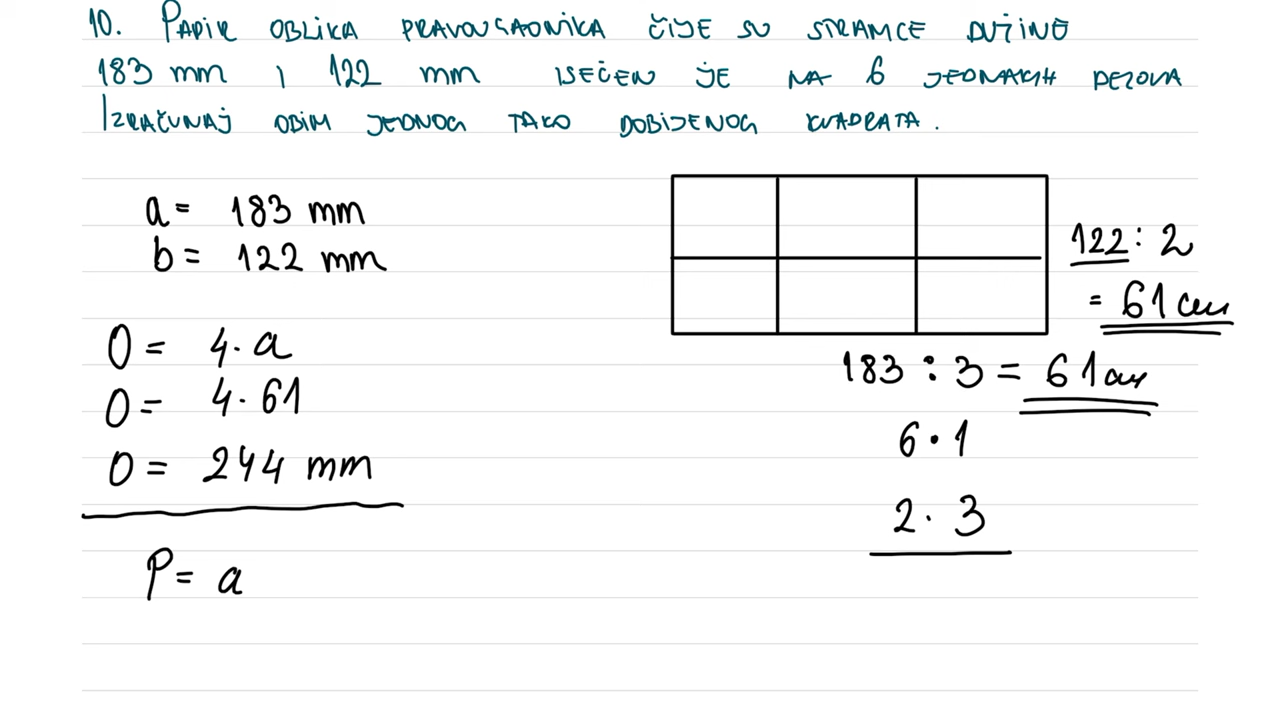 10. PAPIR OBLIKA PRAVOUGAONIKA ČIJE SU STRANICE DUŽINE
183 mm I 122 mm ISEČEN JE NA 6 JEDNAKIH DELOVA
IZRAČUNAJ OBIM JEDNOG TAKO DOBIJENOG KVADRATA.
a = 183 mm
b = 122 mm
O = 4·a
O = 4·61
O = 244 mm
P = a
122 : 2
= 61 cm
183 : 3 = 61 cm
6·1
2·3